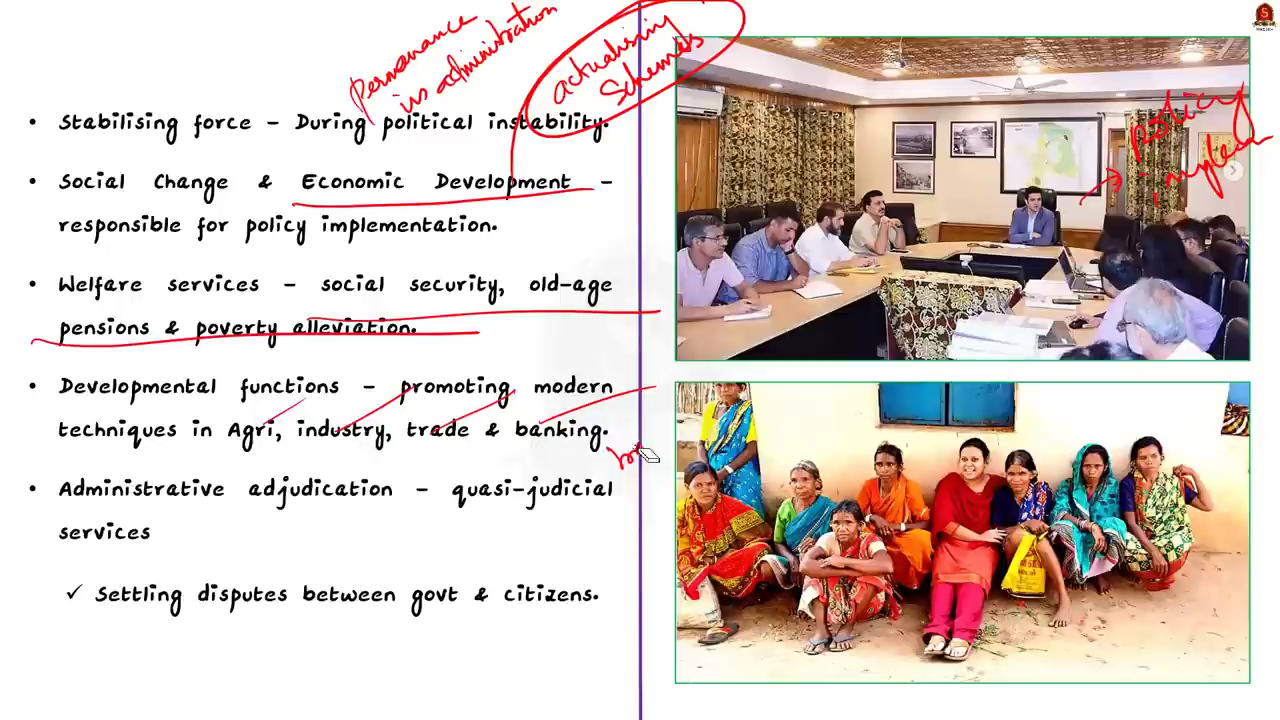 permanance
in administration
actualising
schemes
• Stabilising force – During political instability.
• Social Change & Economic Development –
responsible for policy implementation.
• Welfare services – social security, old-age
pensions & poverty alleviation.
• Developmental functions – promoting modern
techniques in Agri, industry, trade & banking.
• Administrative adjudication – quasi-judicial
services
✓ Settling disputes between govt & citizens.
→ Policy